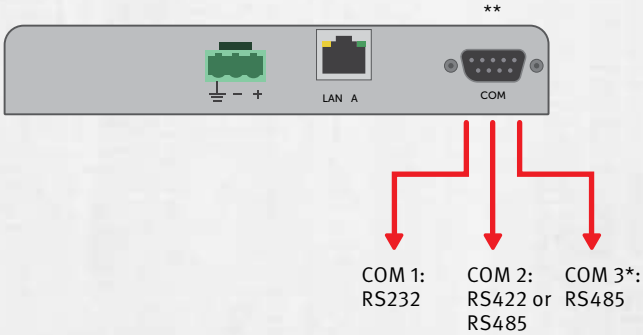 **
− +
LAN A
COM
COM 1:
RS232
COM 2:
RS422 or
RS485
COM 3*:
RS485